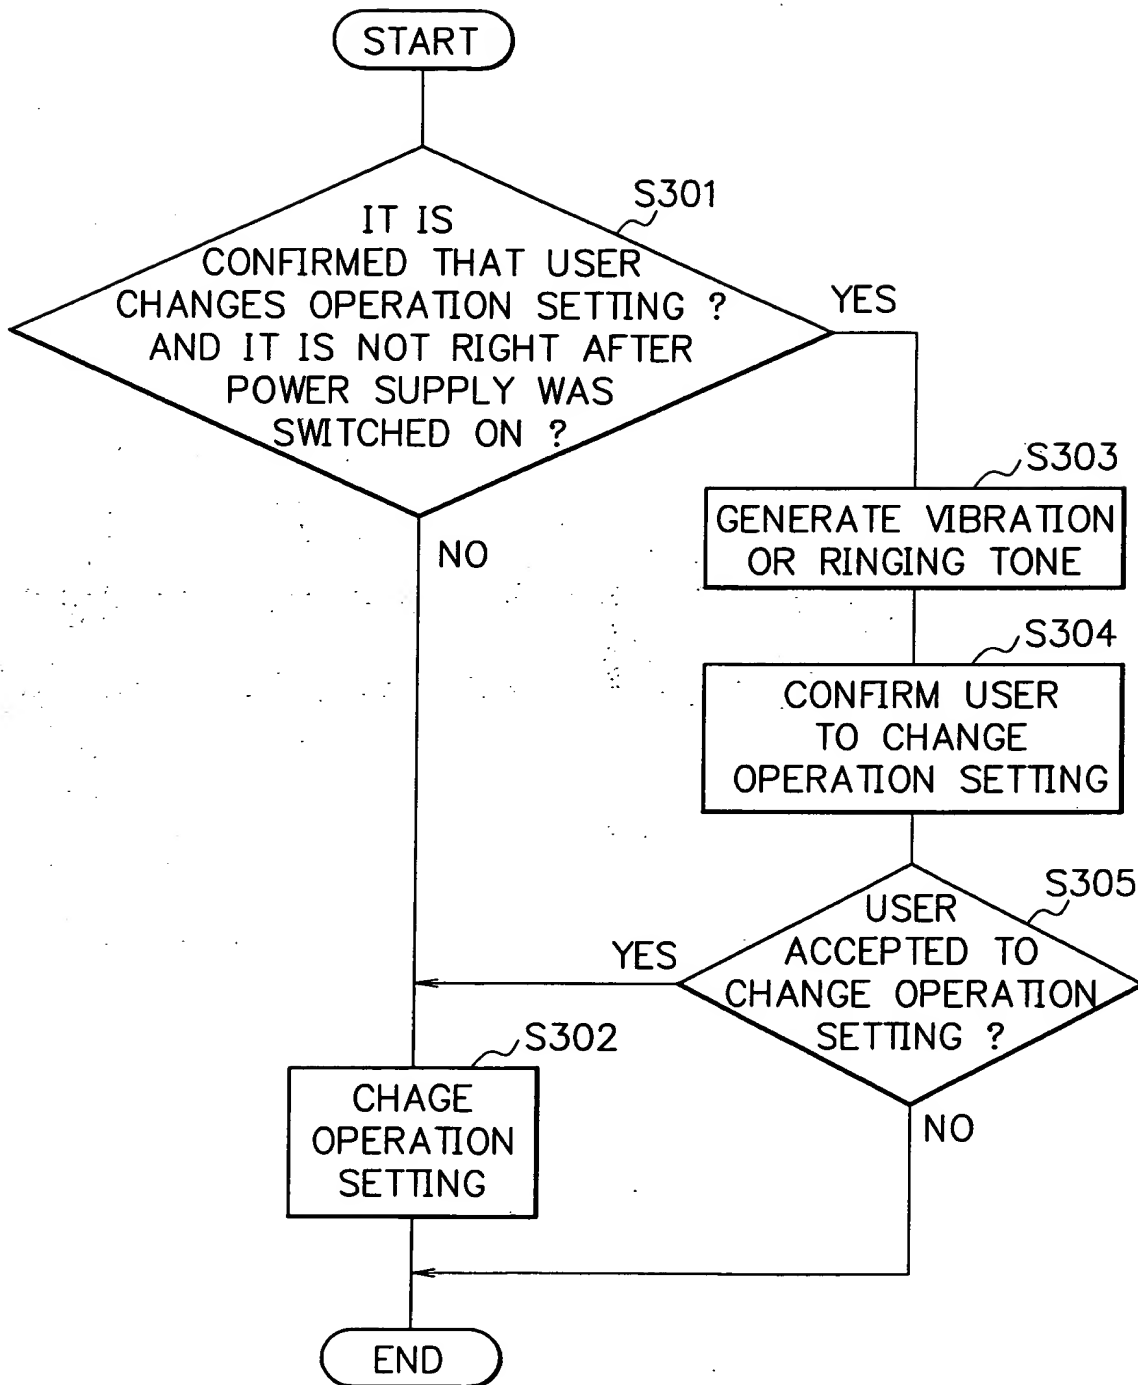 START
S301
IT IS
CONFIRMED THAT USER
CHANGES OPERATION SETTING ?
AND IT IS NOT RIGHT AFTER
POWER SUPPLY WAS
SWITCHED ON ?
YES
NO
S303
GENERATE VIBRATION
OR RINGING TONE
S304
CONFIRM USER
TO CHANGE
OPERATION SETTING
S305
USER
ACCEPTED TO
CHANGE OPERATION
SETTING ?
YES
NO
S302
CHAGE
OPERATION
SETTING
END